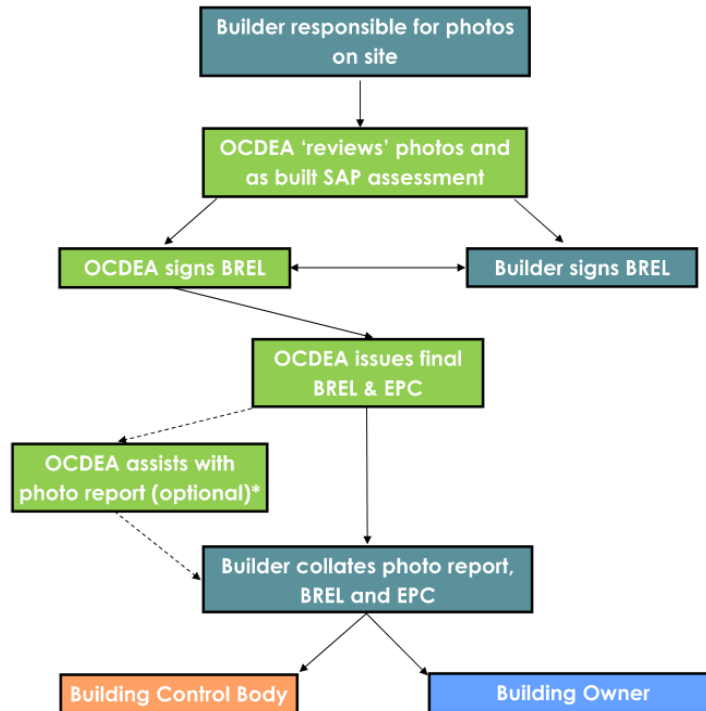 Builder responsible for photos
on site
OCDEA ‘reviews’ photos and
as built SAP assessment
OCDEA signs BREL
Builder signs BREL
OCDEA issues final
BREL & EPC
OCDEA assists with
photo report (optional)*
Builder collates photo report,
BREL and EPC
Building Control Body
Building Owner